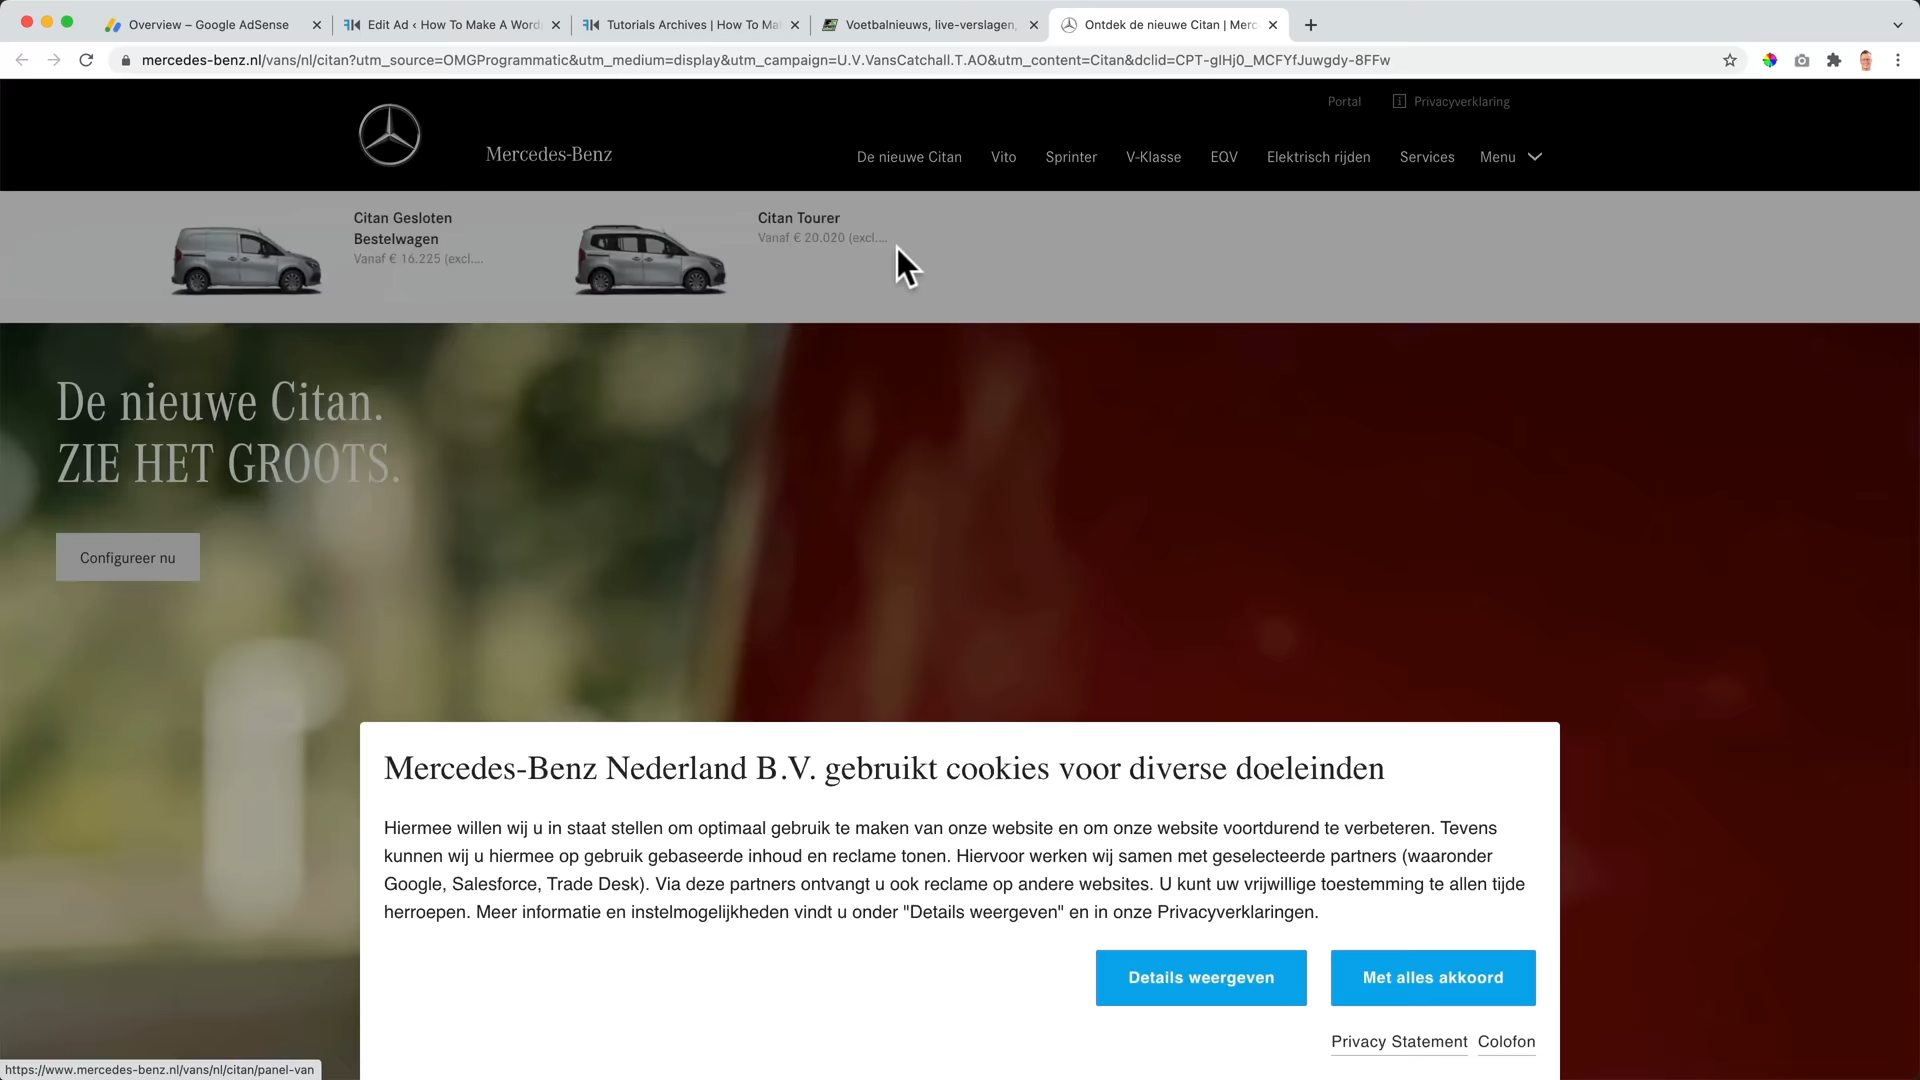 Overview – Google AdSense
Edit Ad ‹ How To Make A Word
Tutorials Archives | How To Ma
Voetbalnieuws, live-verslagen,
Ontdek de nieuwe Citan | Merc
mercedes-benz.nl/vans/nl/citan?utm_source=OMGProgrammatic&utm_medium=display&utm_campaign=U.V.VansCatchall.T.AO&utm_content=Citan&dclid=CPT-gIHj0_MCFYfJuwgdy-8FFw
Portal
Privacyverklaring
Mercedes-Benz
De nieuwe Citan
Vito
Sprinter
V-Klasse
EQV
Elektrisch rijden
Services
Menu
Citan Gesloten
Bestelwagen
Vanaf € 16.225 (excl....
Citan Tourer
Vanaf € 20.020 (excl....
De nieuwe Citan.
ZIE HET GROOTS.
Configureer nu
Mercedes-Benz Nederland B.V. gebruikt cookies voor diverse doeleinden
Hiermee willen wij u in staat stellen om optimaal gebruik te maken van onze website en om onze website voortdurend te verbeteren. Tevens
kunnen wij u hiermee op gebruik gebaseerde inhoud en reclame tonen. Hiervoor werken wij samen met geselecteerde partners (waaronder
Google, Salesforce, Trade Desk). Via deze partners ontvangt u ook reclame op andere websites. U kunt uw vrijwillige toestemming te allen tijde
herroepen. Meer informatie en instelmogelijkheden vindt u onder "Details weergeven" en in onze Privacyverklaringen.
Details weergeven
Met alles akkoord
Privacy Statement
Colofon
https://www.mercedes-benz.nl/vans/nl/citan/panel-van